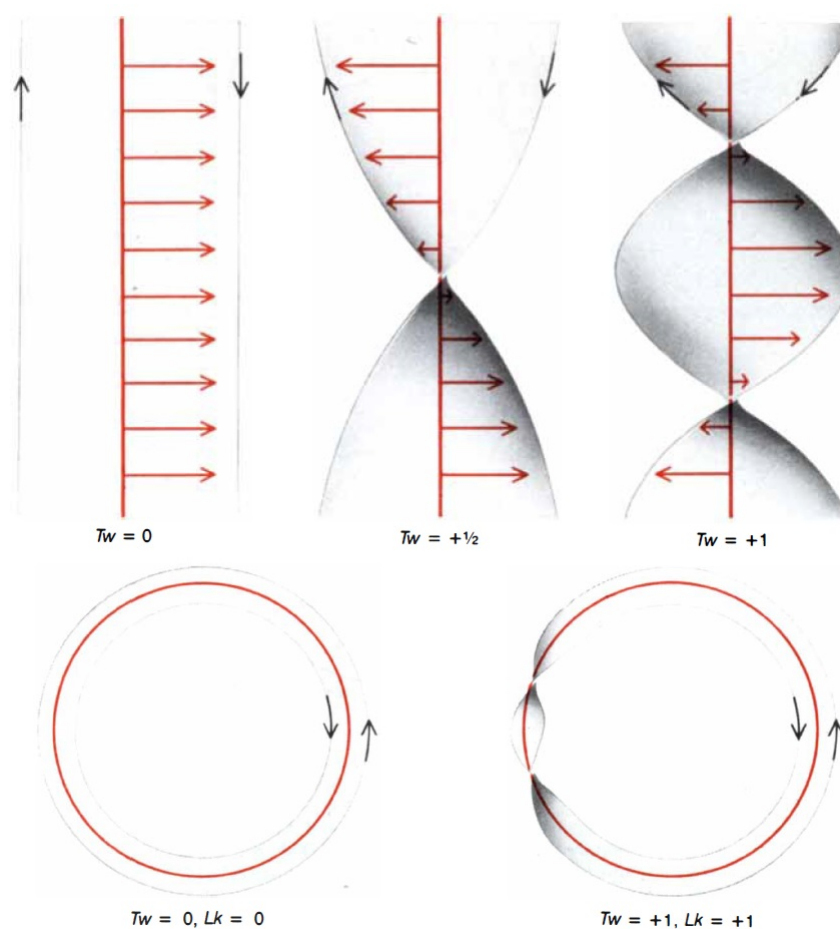 Tw = 0
Tw = +½
Tw = +1
Tw = 0, Lk = 0
Tw = +1, Lk = +1